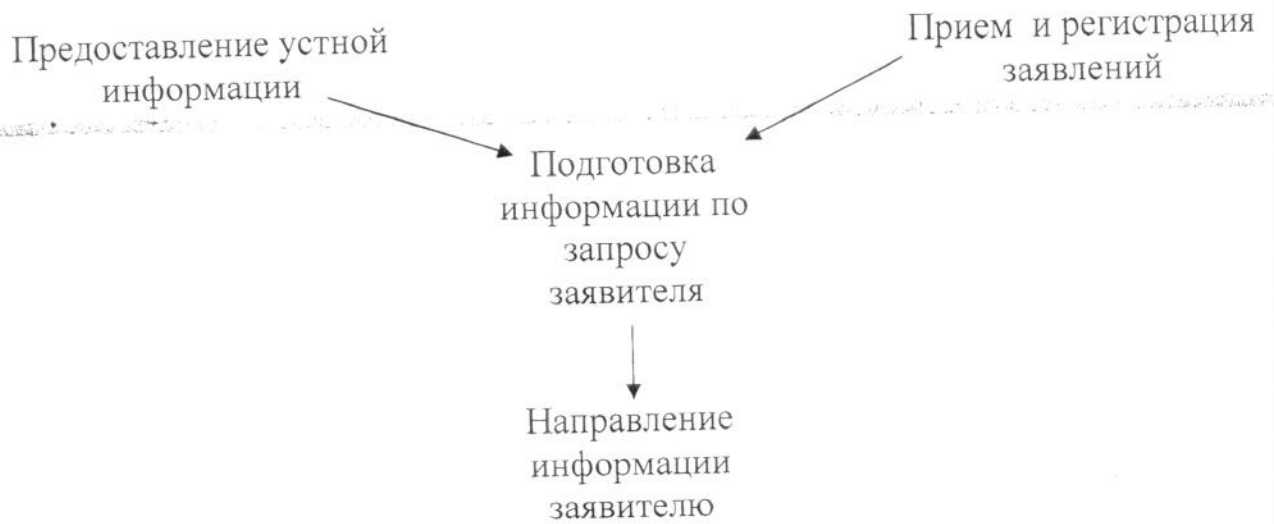 Предоставление устной
информации
Прием и регистрация
заявлений
Подготовка
информации по
запросу
заявителя
Направление
информации
заявителю